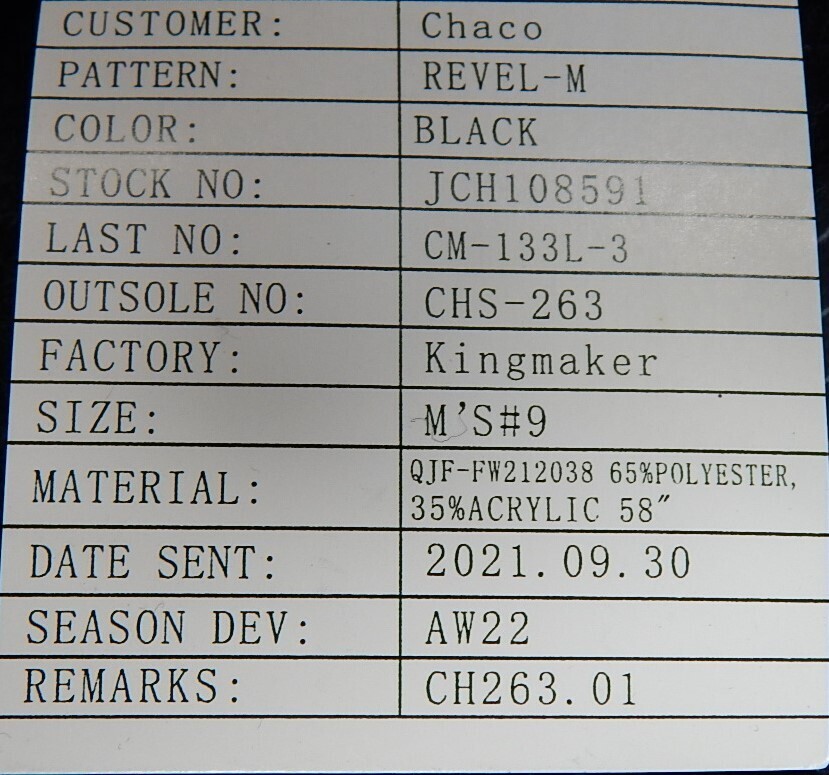 CUSTOMER: Chaco
PATTERN: REVEL-M
COLOR: BLACK
STOCK NO: JCH108591
LAST NO: CM-133L-3
OUTSOLE NO: CHS-263
FACTORY: Kingmaker
SIZE: M'S#9
MATERIAL: QJF-FW212038 65%POLYESTER,
35%ACRYLIC 58"
DATE SENT: 2021.09.30
SEASON DEV: AW22
REMARKS: CH263.01